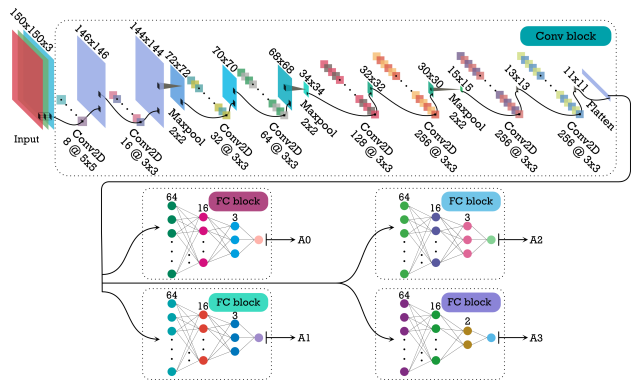 150x150x3
146x146
144x144
72x72
70x70
68x68
34x34
32x32
30x30
15x15
13x13
11x11
Conv block
Input
Conv2D
8 @ 5x5
Conv2D
16 @ 3x3
Maxpool
2x2
Conv2D
32 @ 3x3
Conv2D
64 @ 3x3
Maxpool
2x2
Conv2D
128 @ 3x3
Conv2D
256 @ 3x3
Maxpool
2x2
Conv2D
256 @ 3x3
Conv2D
256 @ 3x3
Flatten
64
16
3
FC block
A0
64
16
3
FC block
A2
64
16
3
FC block
A1
64
16
2
FC block
A3